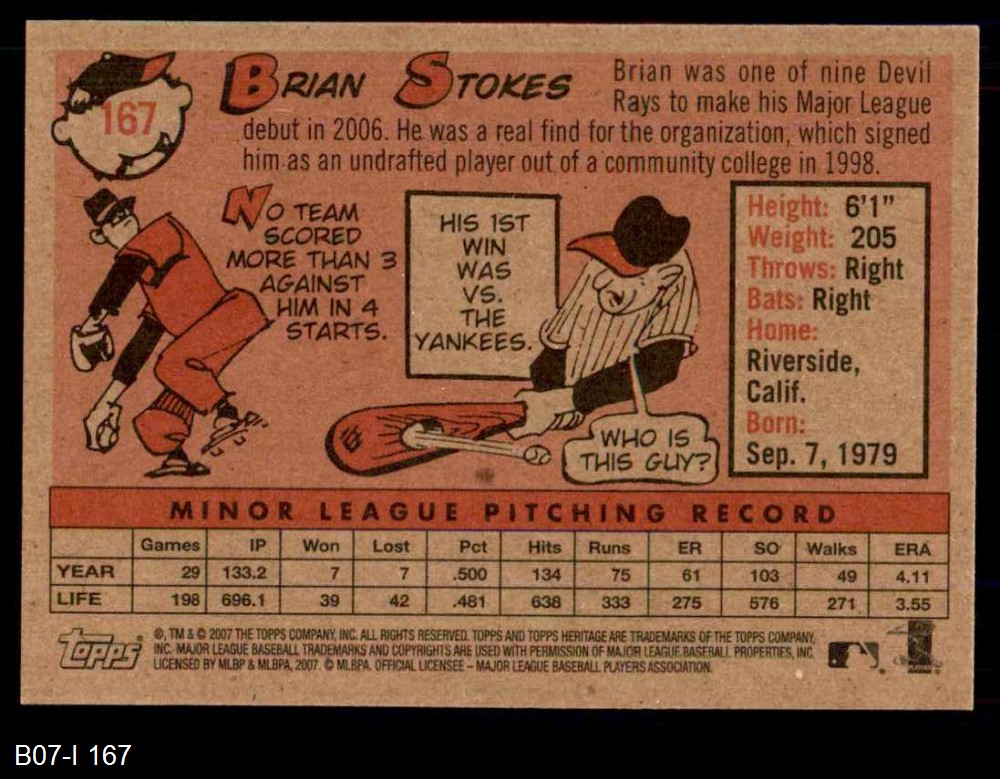 167
BRIAN STOKES
Brian was one of nine Devil
Rays to make his Major League
debut in 2006. He was a real find for the organization, which signed
him as an undrafted player out of a community college in 1998.
NO TEAM
SCORED
MORE THAN 3
AGAINST
HIM IN 4
STARTS.
HIS 1ST
WIN
WAS
VS.
THE
YANKEES.
WHO IS
THIS GUY?
Height: 6'1"
Weight: 205
Throws: Right
Bats: Right
Home:
Riverside,
Calif.
Born:
Sep. 7, 1979
MINOR LEAGUE PITCHING RECORD
Games IP Won Lost Pct Hits Runs ER SO Walks ERA
YEAR 29 133.2 7 7 .500 134 75 61 103 49 4.11
LIFE 198 696.1 39 42 .481 638 333 275 576 271 3.55
Topps
®, TM & © 2007 THE TOPPS COMPANY, INC. ALL RIGHTS RESERVED. TOPPS AND TOPPS HERITAGE ARE TRADEMARKS OF THE TOPPS COMPANY,
INC. MAJOR LEAGUE BASEBALL TRADEMARKS AND COPYRIGHTS ARE USED WITH PERMISSION OF MAJOR LEAGUE BASEBALL PROPERTIES, INC.
LICENSED BY MLBP & MLBPA, 2007. © MLBPA. OFFICIAL LICENSEE – MAJOR LEAGUE BASEBALL PLAYERS ASSOCIATION.
B07-I 167